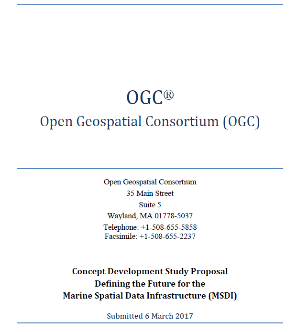 OGC®
Open Geospatial Consortium (OGC)
Open Geospatial Consortium
35 Main Street
Suite 5
Wayland, MA 01778-5037
Telephone: +1-508-655-5858
Facsimile: +1-508-655-2237
Concept Development Study Proposal
Defining the Future for the
Marine Spatial Data Infrastructure (MSDI)
Submitted 6 March 2017